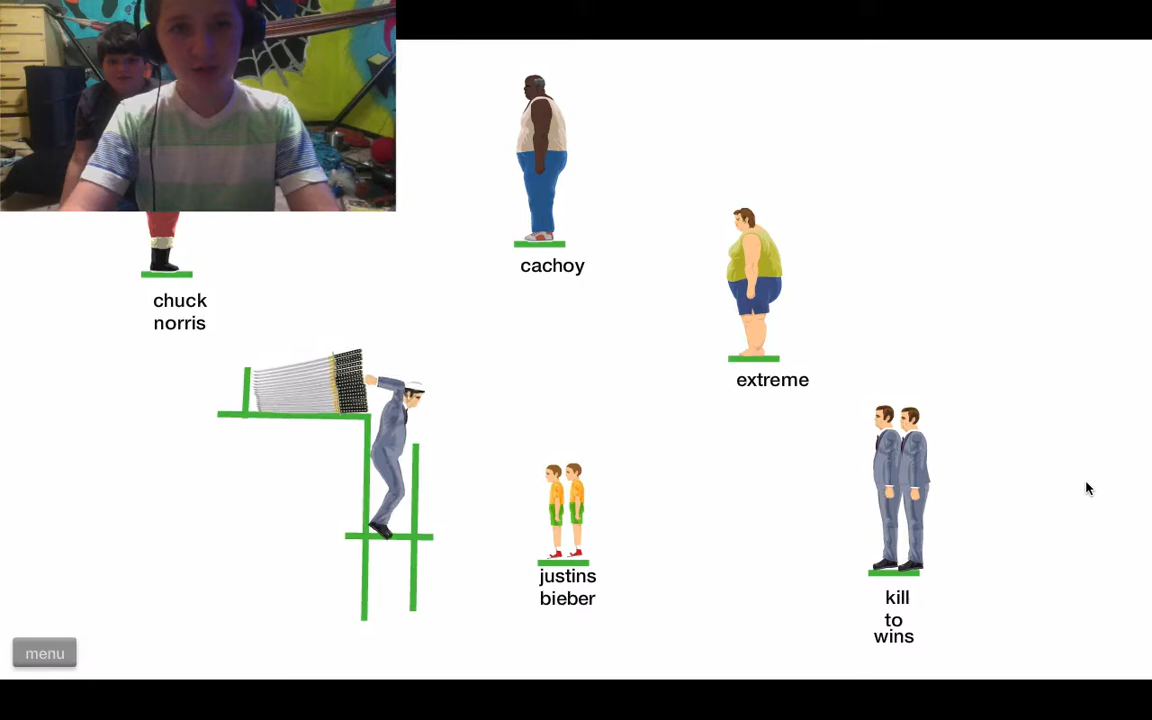 cachoy
chuck
norris
extreme
justins
bieber
kill
to
wins
menu